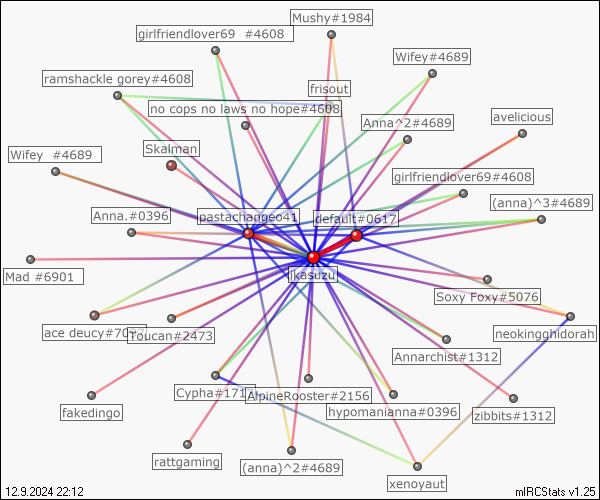 Mushy#1984
girlfriendlover69 #4608
Wifey#4689
ramshackle gorey#4608
frisout
no cops no laws no hope#4608
avelicious
Anna^2#4689
Skalman
Wifey #4689
girlfriendlover69#4608
(anna)^3#4689
Anna.#0396
pastachangeo41
default#0617
ikasuzu
Mad #6901
Soxy Foxy#5076
ace deucy#70
Toucan#2473
neokingghidorah
Annarchist#1312
Cypha#171
AlpineRooster#2156
fakedingo
hypomanianna#0396
zibbits#1312
rattgaming
(anna)^2#4689
xenoyaut
12.9.2024 22:12
mIRCStats v1.25